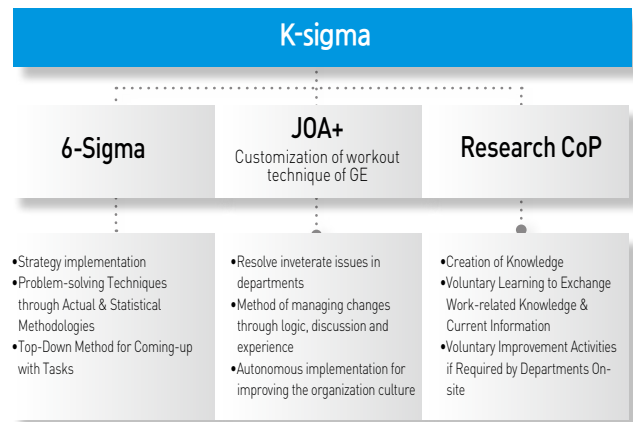 K-sigma
6-Sigma
JOA+
Customization of workout
technique of GE
Research CoP
•Strategy implementation
•Problem-solving Techniques
through Actual & Statistical
Methodologies
•Top-Down Method for Coming-up
with Tasks
•Resolve inveterate issues in
departments
•Method of managing changes
through logic, discussion and
experience
•Autonomous implementation for
improving the organization culture
•Creation of Knowledge
•Voluntary Learning to Exchange
Work-related Knowledge &
Current Information
•Voluntary Improvement Activities
if Required by Departments On-
site